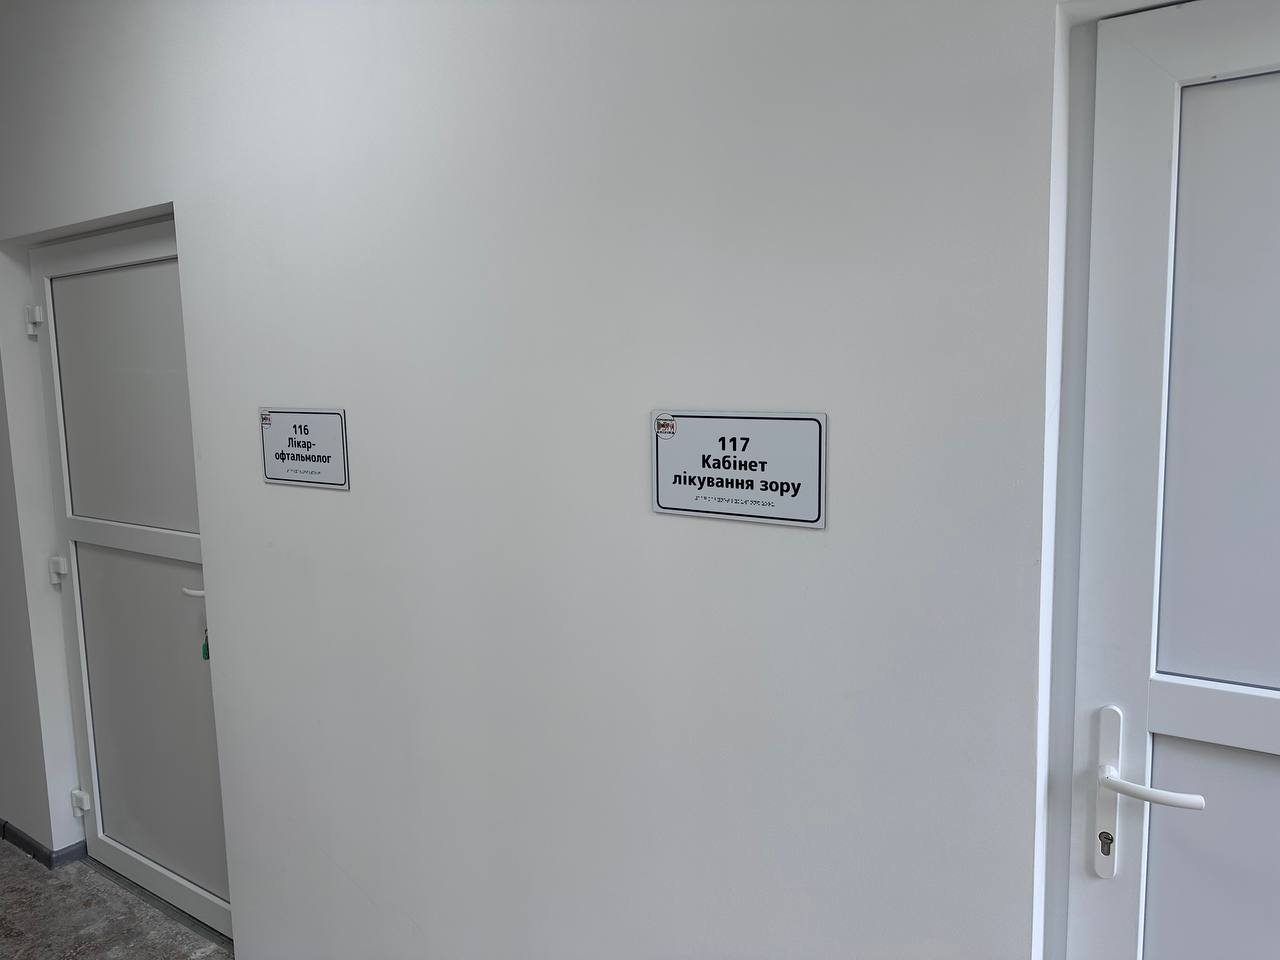 116
Лікар-
офтальмолог
117
Кабінет
лікування зору